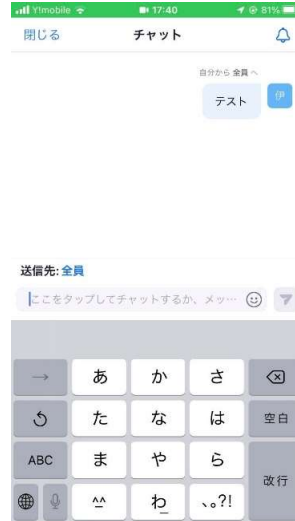 Y!mobile 17:40 81%
閉じる チャット
自分から 全員 へ
テスト
伊
送信先: 全員
ここをタップしてチャットするか、メッ…
→ あ か さ
た な は 空白
ABC ま や ら 改行
^^ わ_ 、。?!